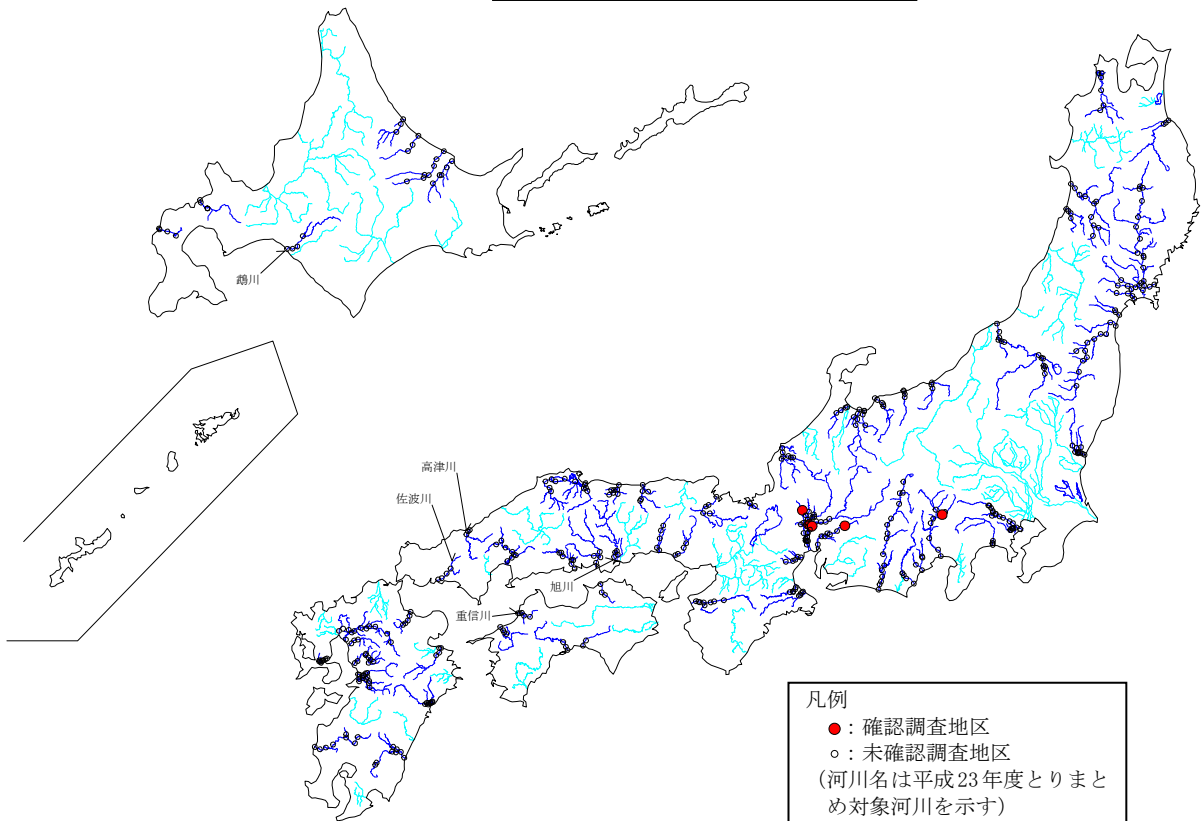 鵡川
高津川
佐波川
旭川
重信川
凡例
●：確認調査地区
○：未確認調査地区
(河川名は平成23年度とりまと
め対象河川を示す)